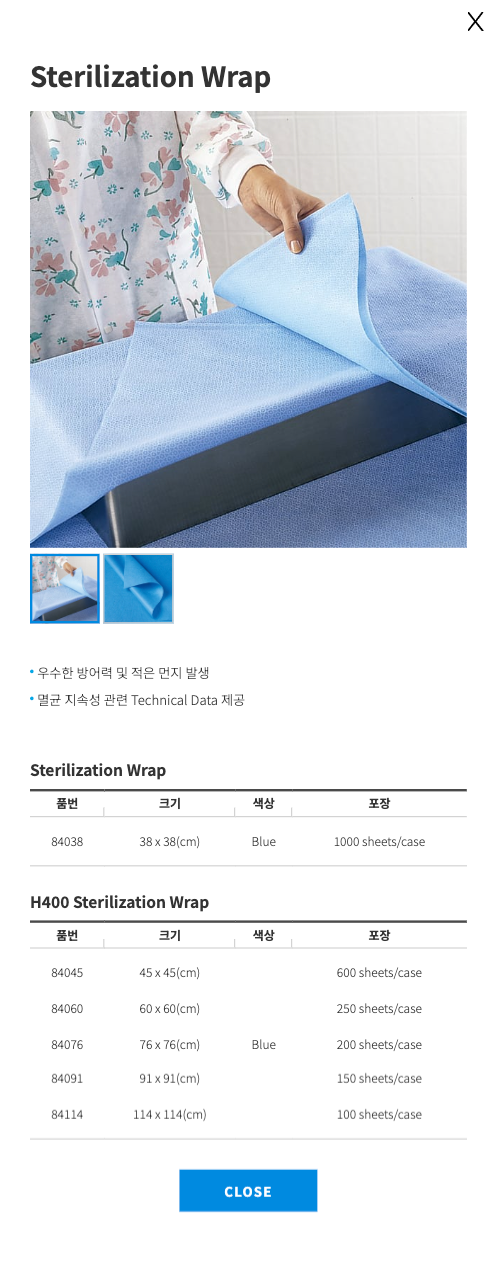 X
Sterilization Wrap
• 우수한 방어력 및 적은 먼지 발생
• 멸균 지속성 관련 Technical Data 제공
Sterilization Wrap
품번 크기 색상 포장
84038 38 x 38(cm) Blue 1000 sheets/case
H400 Sterilization Wrap
품번 크기 색상 포장
84045 45 x 45(cm) 600 sheets/case
84060 60 x 60(cm) 250 sheets/case
84076 76 x 76(cm) Blue 200 sheets/case
84091 91 x 91(cm) 150 sheets/case
84114 114 x 114(cm) 100 sheets/case
CLOSE